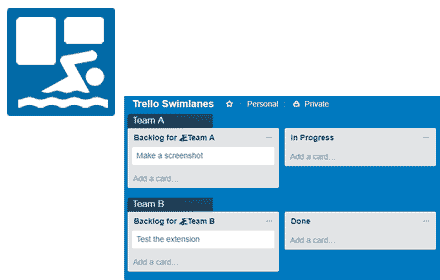 Trello Swimlanes Personal Private
Team A
Backlog for Team A ... In Progress ...
Make a screenshot Add a card...
Add a card...
Team B
Backlog for Team B ... Done ...
Test the extension Add a card...
Add a card...